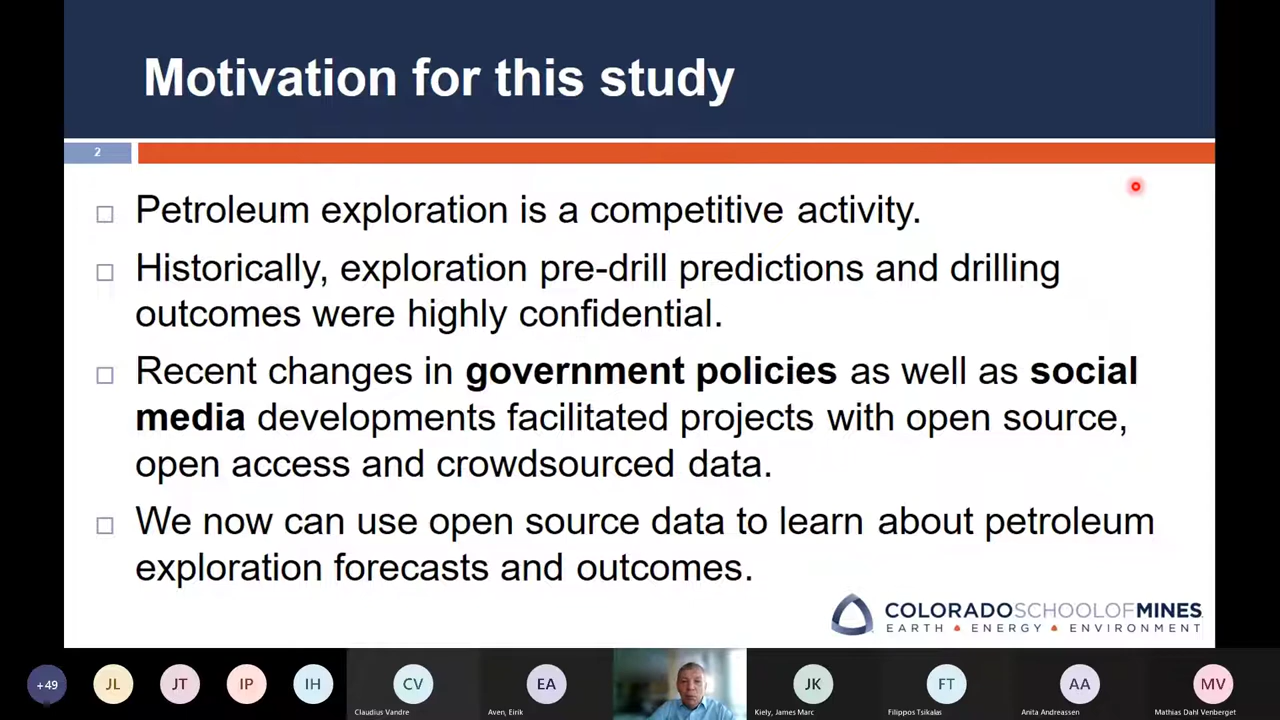 Motivation for this study
2
Petroleum exploration is a competitive activity.
Historically, exploration pre-drill predictions and drilling
outcomes were highly confidential.
Recent changes in government policies as well as social
media developments facilitated projects with open source,
open access and crowdsourced data.
We now can use open source data to learn about petroleum
exploration forecasts and outcomes.
COLORADOSCHOOLOFMINES
EARTH • ENERGY • ENVIRONMENT
+49
JL
JT
IP
IH
CV
EA
JK
FT
AA
MV
Claudius Vandre
Aven, Eirik
Kiely, James Marc
Filippos Tsikalas
Anita Andreassen
Mathias Dahl Venberget